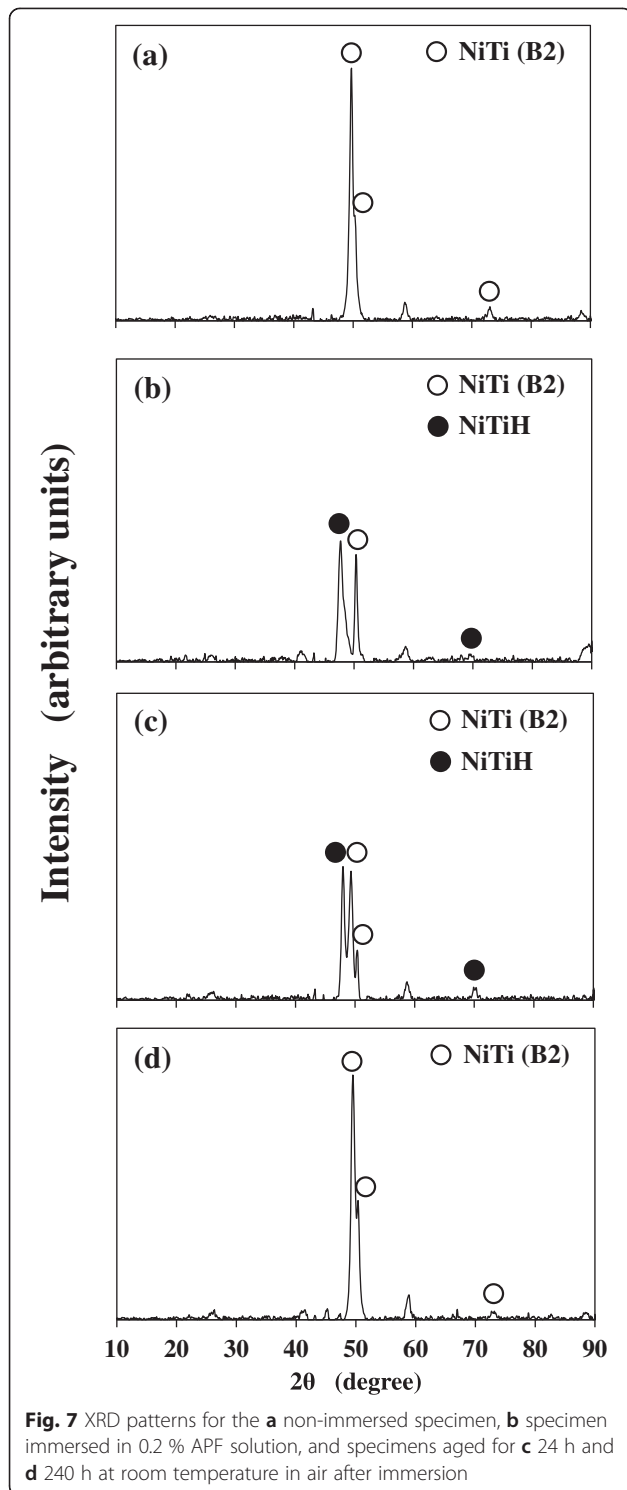 (a)
NiTi (B2)
(b)
NiTi (B2)
NiTiH
(c)
NiTi (B2)
NiTiH
(d)
NiTi (B2)
Intensity (arbitrary units)
10 20 30 40 50 60 70 80 90
2θ (degree)
Fig. 7 XRD patterns for the a non-immersed specimen, b specimen
immersed in 0.2 % APF solution, and specimens aged for c 24 h and
d 240 h at room temperature in air after immersion